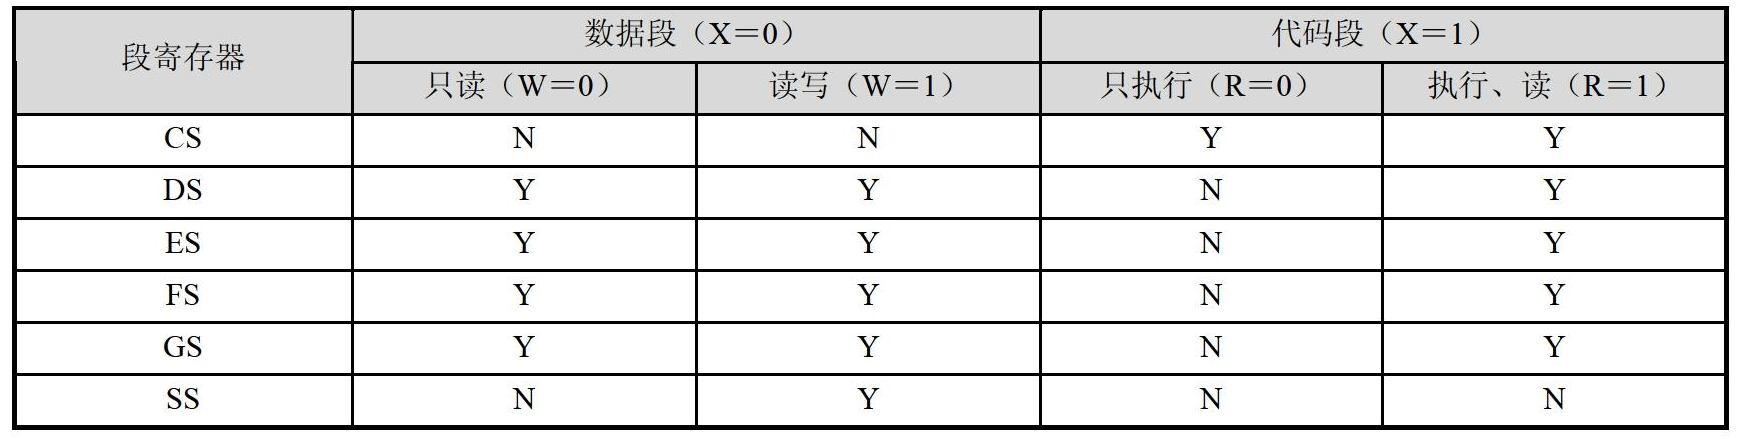 段寄存器 数据段（X＝0） 代码段（X＝1）
只读（W＝0） 读写（W＝1） 只执行（R＝0） 执行、读（R＝1）
CS N N Y Y
DS Y Y N Y
ES Y Y N Y
FS Y Y N Y
GS Y Y N Y
SS N Y N N